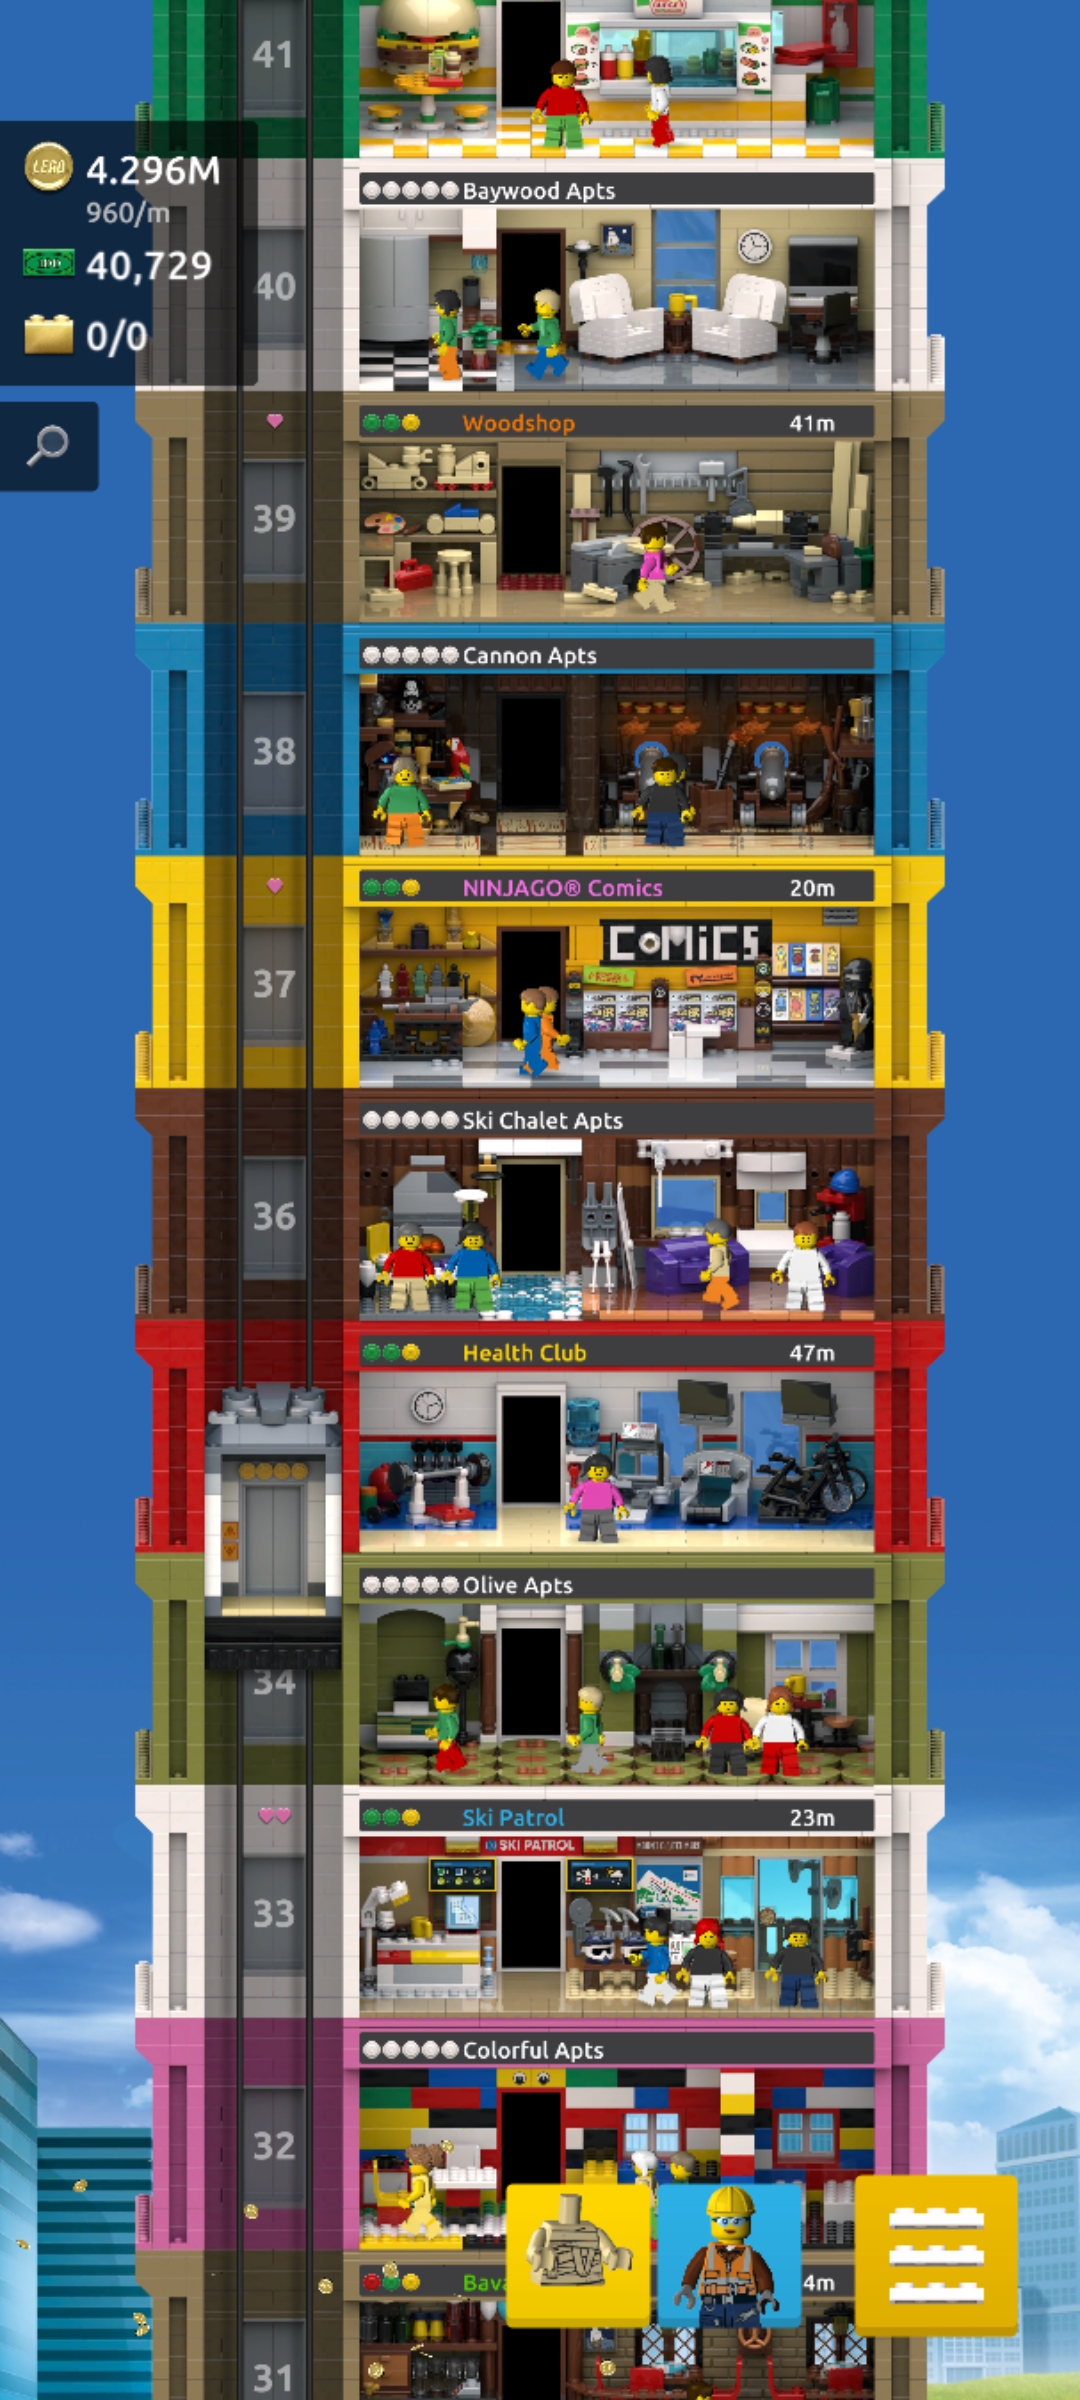 41
LEGO
4.296M
960/m
40,729
0/0
Baywood Apts
40
Woodshop 41m
39
Cannon Apts
38
NINJAGO® Comics 20m
COMiCS
37
Ski Chalet Apts
36
Health Club 47m
Olive Apts
34
Ski Patrol 23m
SKI PATROL
33
Colorful Apts
32
Bava 4m
31